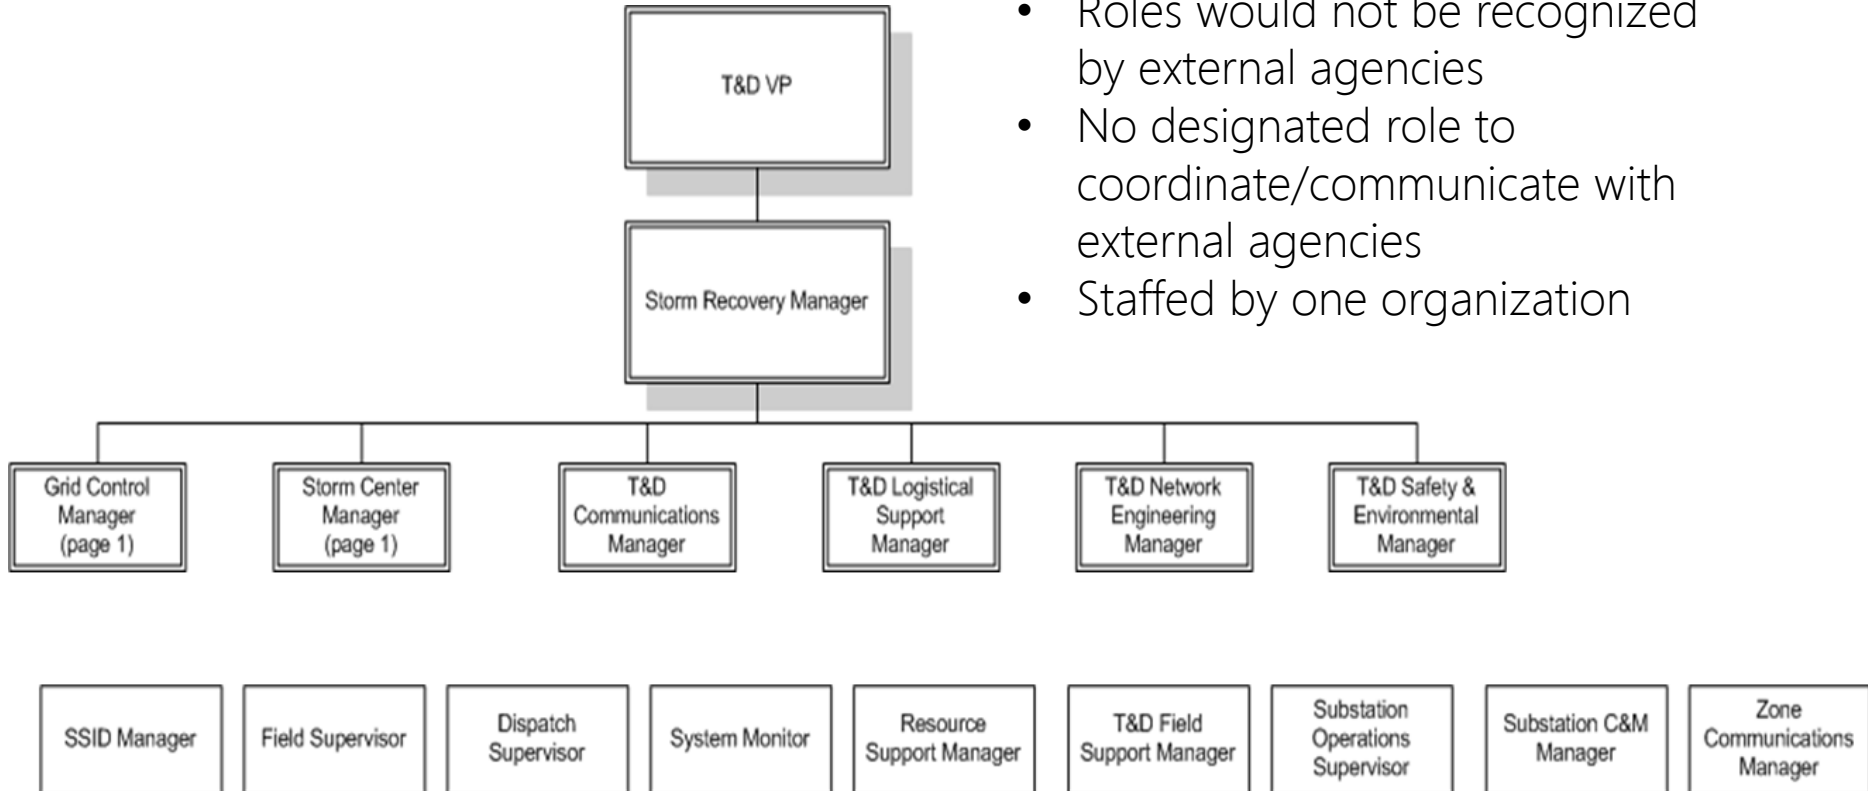 T&D VP
Storm Recovery Manager
• Roles would not be recognized
by external agencies
• No designated role to
coordinate/communicate with
external agencies
• Staffed by one organization
Grid Control
Manager
(page 1)
Storm Center
Manager
(page 1)
T&D
Communications
Manager
T&D Logistical
Support
Manager
T&D Network
Engineering
Manager
T&D Safety &
Environmental
Manager
SSID Manager
Field Supervisor
Dispatch
Supervisor
System Monitor
Resource
Support Manager
T&D Field
Support Manager
Substation
Operations
Supervisor
Substation C&M
Manager
Zone
Communications
Manager